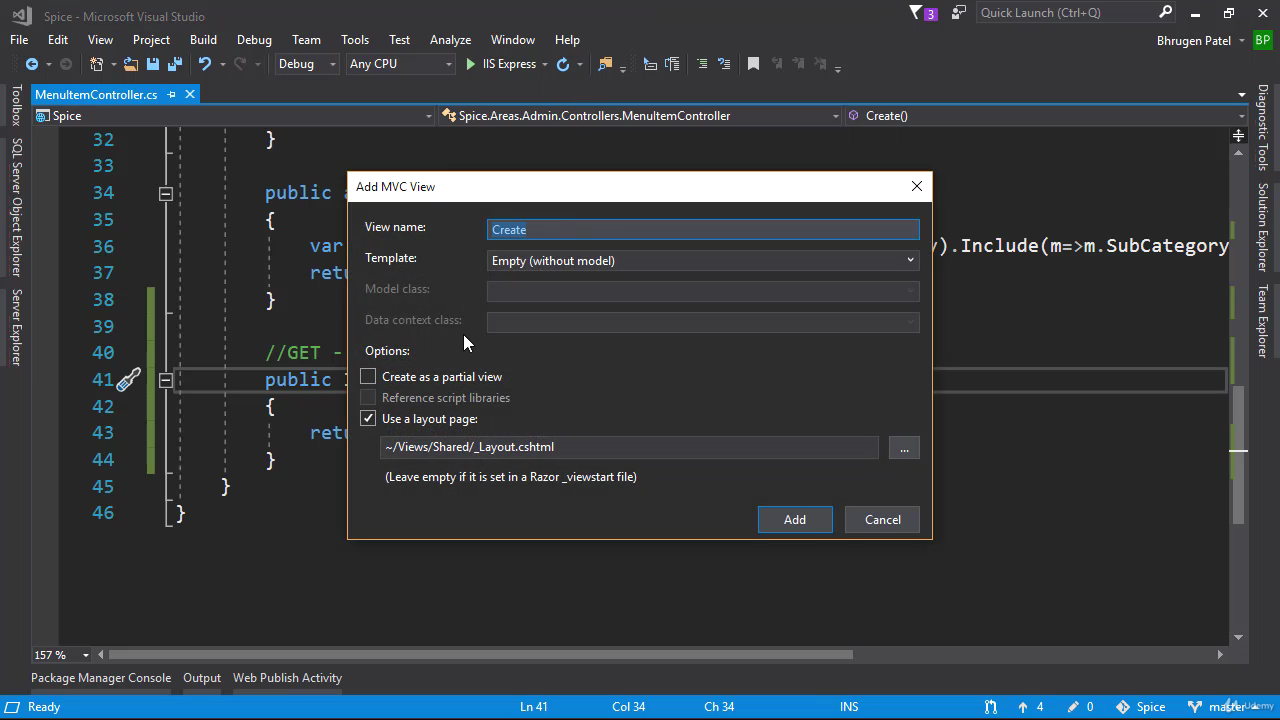 Spice - Microsoft Visual Studio
3
Quick Launch (Ctrl+Q)
File Edit View Project Build Debug Team Tools Test Analyze Window Help
Bhrugen Patel
BP
Debug
Any CPU
IIS Express
MenuItemController.cs
Spice
Spice.Areas.Admin.Controllers.MenuItemController
Create()
Toolbox
SQL Server Object Explorer
Server Explorer
Diagnostic Tools
Solution Explorer
Team Explorer
32 }
33
34 public
35 {
36 var y).Include(m=>m.SubCategory
37 retu
38 }
39
40 //GET -
41 public
42 {
43 retu
44 }
45 }
46 }
Add MVC View
View name: Create
Template: Empty (without model)
Model class:
Data context class:
Options:
Create as a partial view
Reference script libraries
Use a layout page:
~/Views/Shared/_Layout.cshtml
...
(Leave empty if it is set in a Razor _viewstart file)
Add
Cancel
157 %
Package Manager Console Output Web Publish Activity
Ready
Ln 41
Col 34
Ch 34
INS
4
0
Spice
master
Udemy